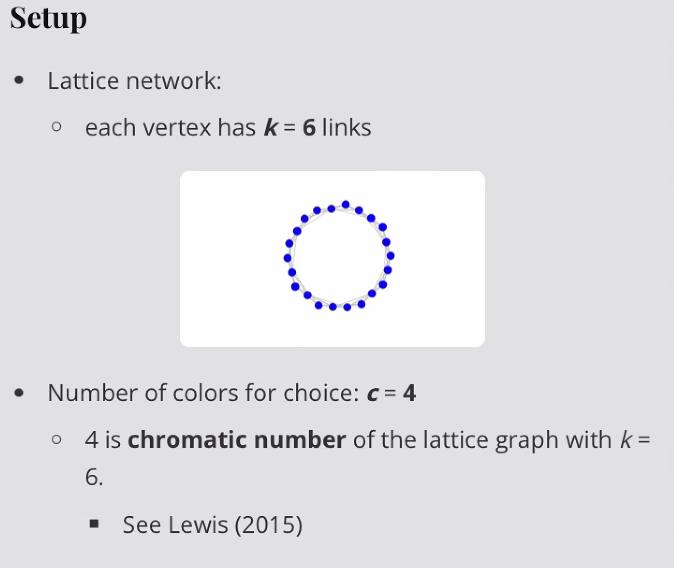 Setup
Lattice network:
each vertex has k = 6 links
Number of colors for choice: c = 4
4 is chromatic number of the lattice graph with k =
6.
See Lewis (2015)